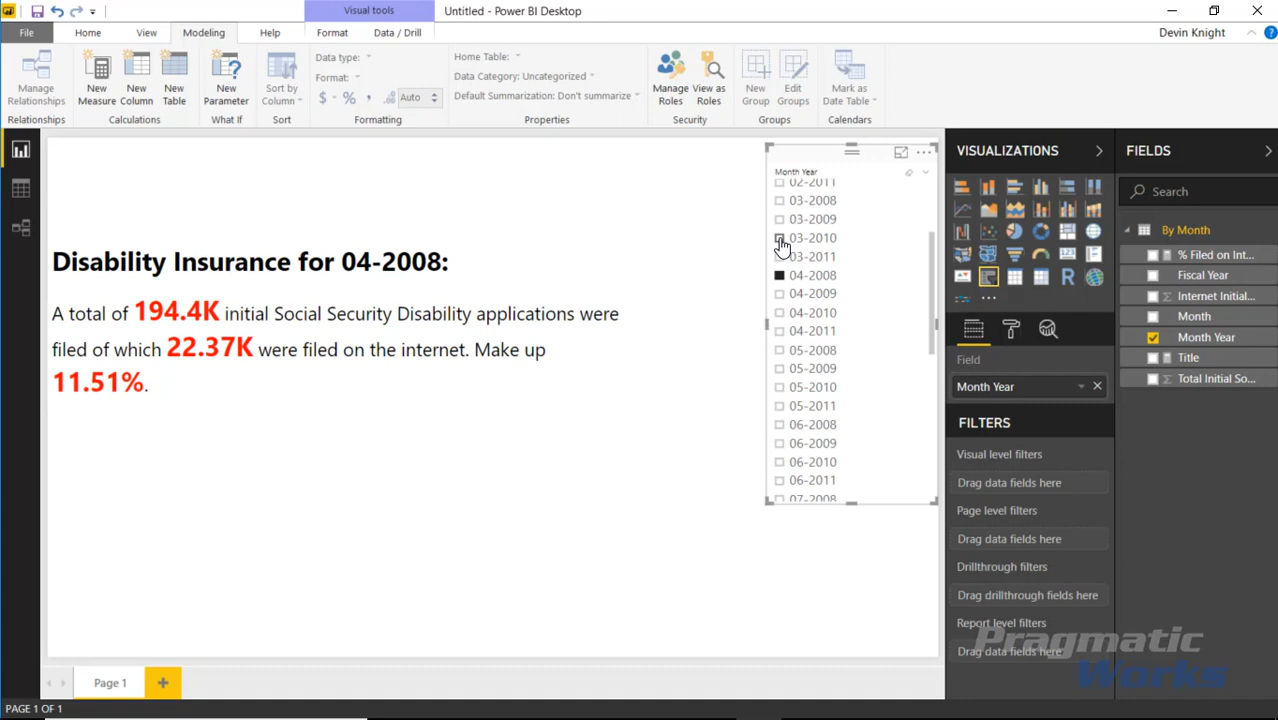 Visual tools
Untitled - Power BI Desktop
File
Home
View
Modeling
Help
Format
Data / Drill
Devin Knight
Manage
Relationships
Relationships
New
Measure
New
Column
New
Table
Calculations
New
Parameter
What If
Sort by
Column
Sort
Data type:
Format:
$ % , .00 Auto
Formatting
Home Table:
Data Category: Uncategorized
Default Summarization: Don't summarize
Properties
Manage
Roles
View as
Roles
Security
New
Group
Edit
Groups
Groups
Mark as
Date Table
Calendars
Disability Insurance for 04-2008:
A total of 194.4K initial Social Security Disability applications were
filed of which 22.37K were filed on the internet. Make up
11.51%.
Month Year
02-2011
03-2008
03-2009
03-2010
03-2011
04-2008
04-2009
04-2010
04-2011
05-2008
05-2009
05-2010
05-2011
06-2008
06-2009
06-2010
06-2011
07-2008
VISUALIZATIONS
R
Field
Month Year
FILTERS
Visual level filters
Drag data fields here
Page level filters
Drag data fields here
Drillthrough filters
Drag drillthrough fields here
Report level filters
Drag data fields here
FIELDS
Search
By Month
% Filed on Int...
Fiscal Year
Internet Initial...
Month
Month Year
Title
Total Initial So...
Pragmatic
Works
Page 1
PAGE 1 OF 1